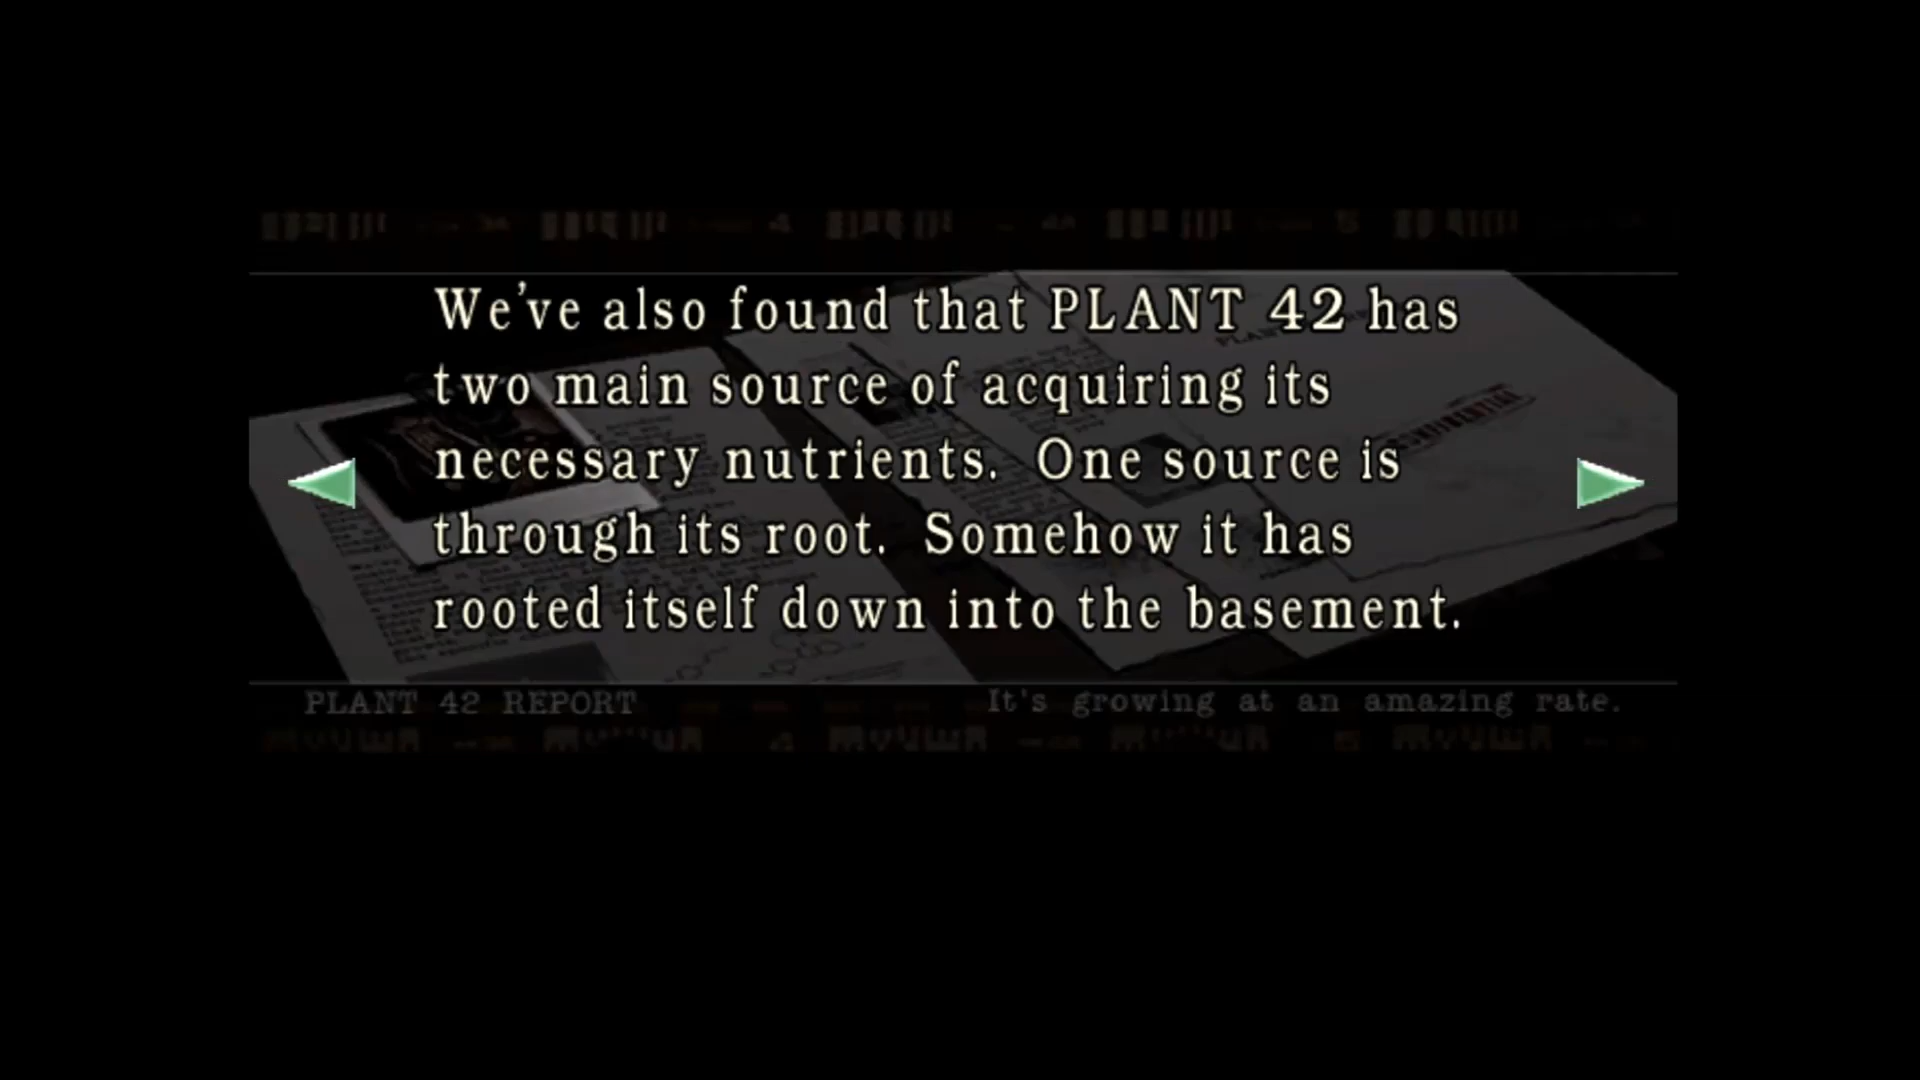 We've also found that PLANT 42 has
two main source of acquiring its
necessary nutrients. One source is
through its root. Somehow it has
rooted itself down into the basement.
PLANT 42 REPORT
It's growing at an amazing rate.